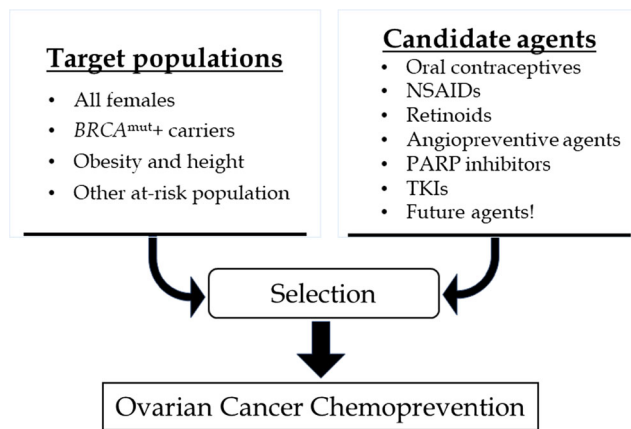 Target populations
• All females
• BRCAᵐᵘᵗ+ carriers
• Obesity and height
• Other at-risk population
Candidate agents
• Oral contraceptives
• NSAIDs
• Retinoids
• Angiopreventive agents
• PARP inhibitors
• TKIs
• Future agents!
Selection
Ovarian Cancer Chemoprevention